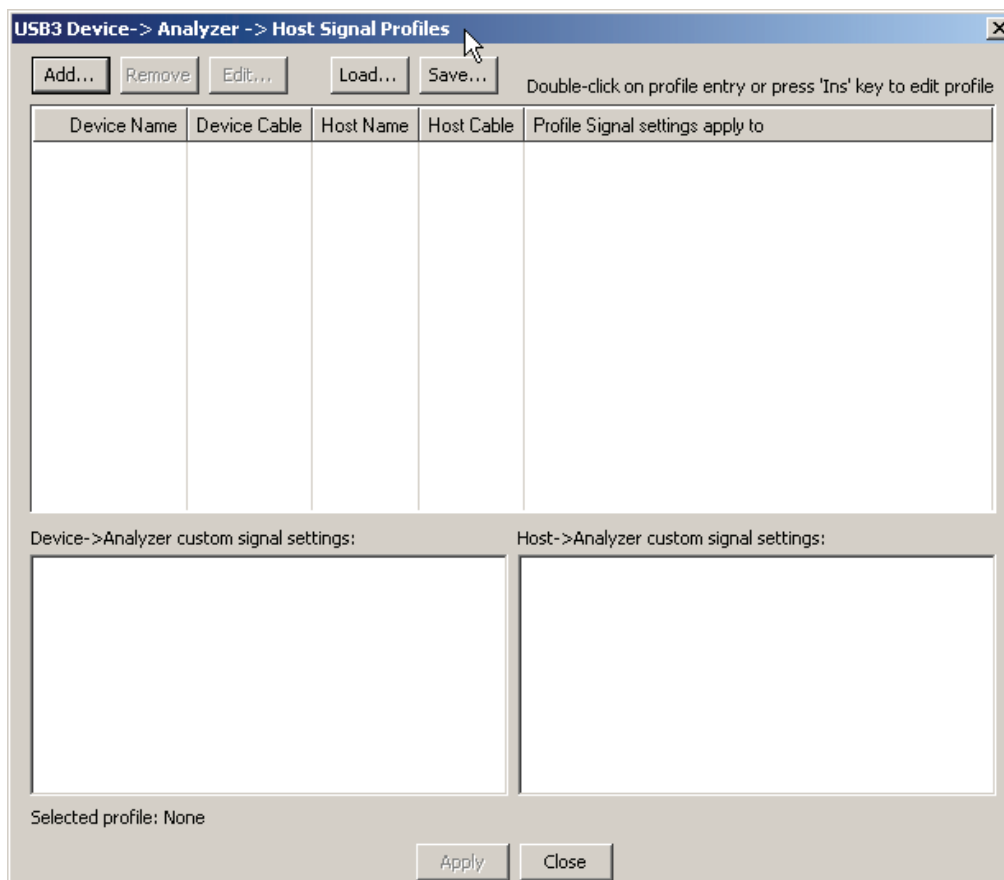 USB3 Device-> Analyzer -> Host Signal Profiles
Add... Remove Edit... Load... Save... Double-click on profile entry or press 'Ins' key to edit profile
Device Name Device Cable Host Name Host Cable Profile Signal settings apply to
Device->Analyzer custom signal settings: Host->Analyzer custom signal settings:
Selected profile: None
Apply Close